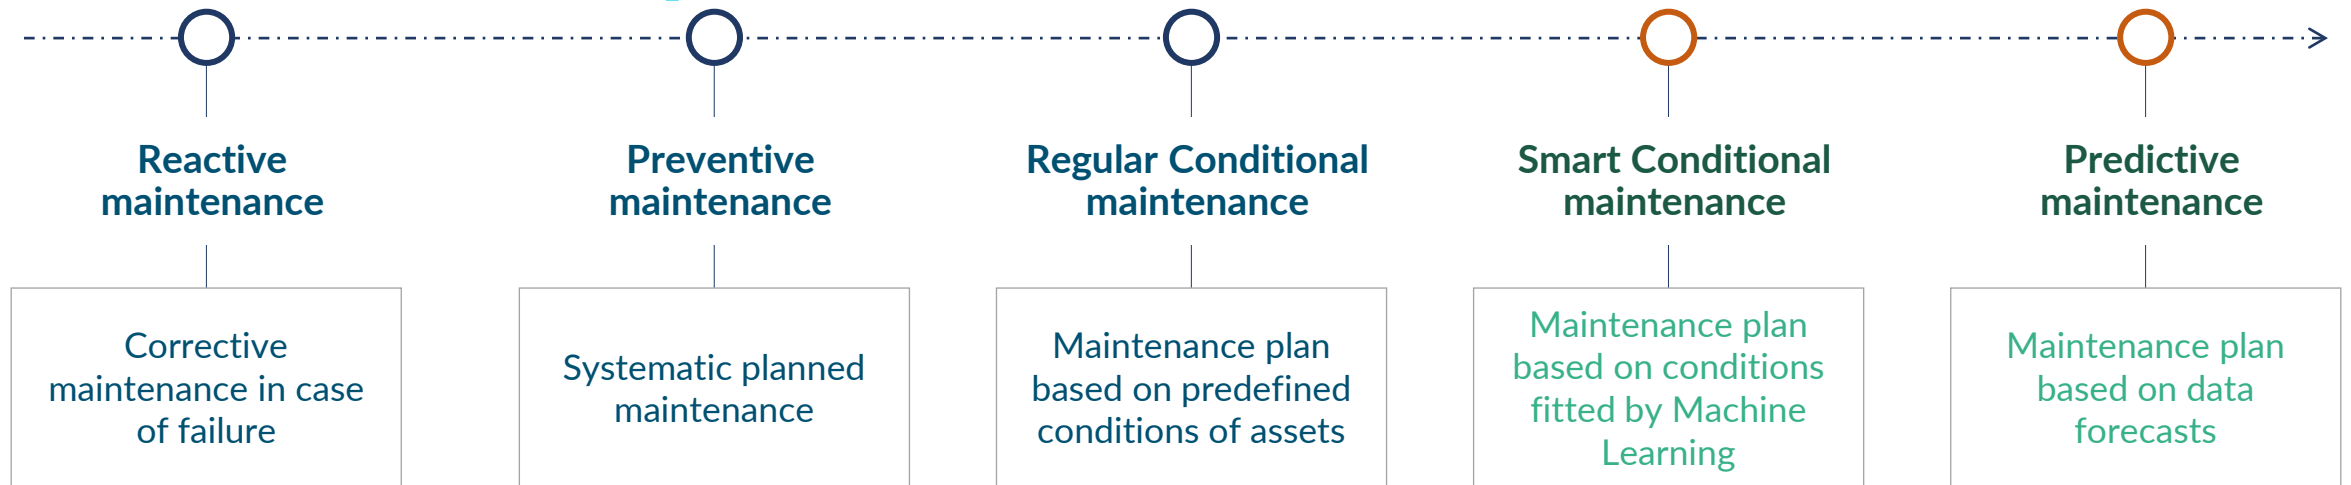 Reactive
maintenance
Preventive
maintenance
Regular Conditional
maintenance
Smart Conditional
maintenance
Predictive
maintenance
Corrective
maintenance in case
of failure
Systematic planned
maintenance
Maintenance plan
based on predefined
conditions of assets
Maintenance plan
based on conditions
fitted by Machine
Learning
Maintenance plan
based on data
forecasts